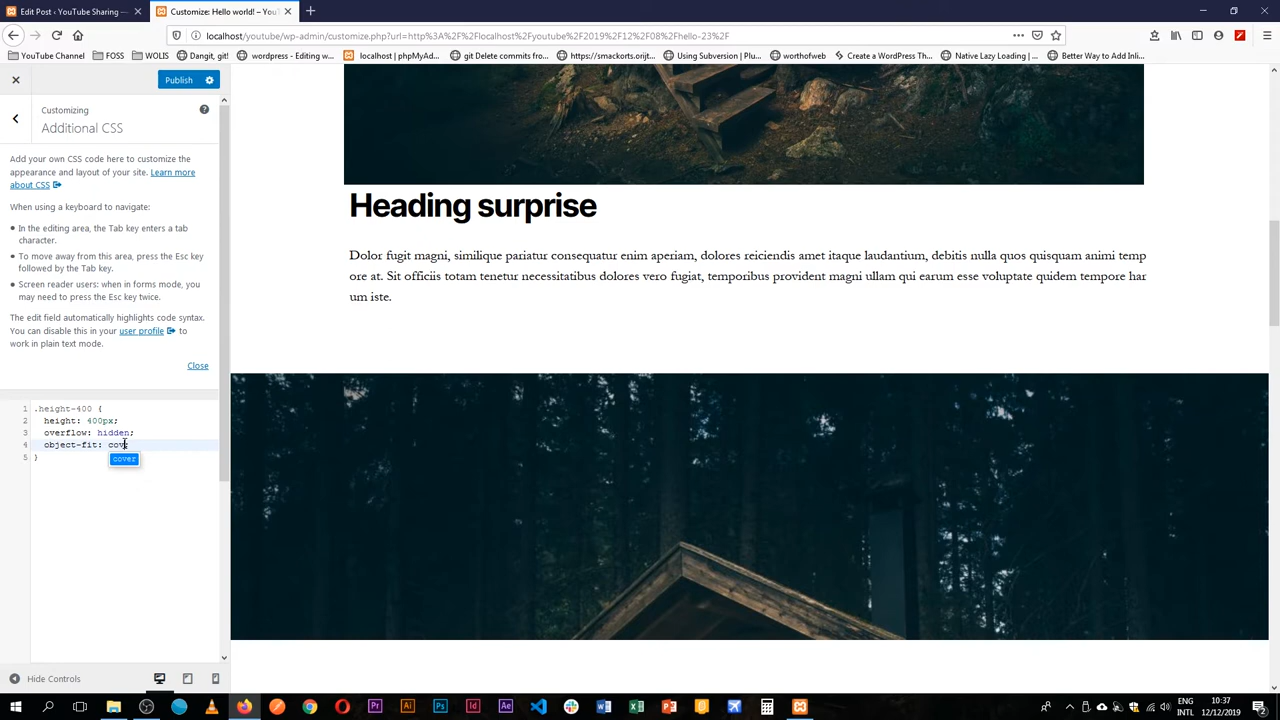 Edit Post ‹ YouTube Sharing —
Customize: Hello world! – You
localhost/youtube/wp-admin/customize.php?url=http%3A%2F%2Flocalhost%2Fyoutube%2F2019%2F12%2F08%2Fhello-23%2F
YouTube Channel
FOSS
WOLIS
Dangit, git!
wordpress - Editing w...
localhost | phpMyAd...
git Delete commits fro...
https://smackorts.orijt...
Using Subversion | Plu...
worthofweb
Create a WordPress Th...
Native Lazy Loading | ...
Better Way to Add Inli...
Publish
Customizing
Additional CSS
Add your own CSS code here to customize the
appearance and layout of your site. Learn more
about CSS
When using a keyboard to navigate:
In the editing area, the Tab key enters a tab
character.
To move away from this area, press the Esc key
followed by the Tab key.
Screen reader users: when in forms mode, you
may need to press the Esc key twice.
The edit field automatically highlights code syntax.
You can disable this in your user profile to
work in plain text mode.
Close
1 .height-400 {
2 height: 400px;
3 overflow: hidden;
4 object-fit: cov
5 }
cover
Hide Controls
Heading surprise
Dolor fugit magni, similique pariatur consequatur enim aperiam, dolores reiciendis amet itaque laudantium, debitis nulla quos quisquam animi temp
ore at. Sit officiis totam tenetur necessitatibus dolores vero fugiat, temporibus provident magni ullam qui earum esse voluptate quidem tempore har
um iste.
Pr
Ai
Ps
Id
Ae
ENG
INTL
10:37
12/12/2019
2